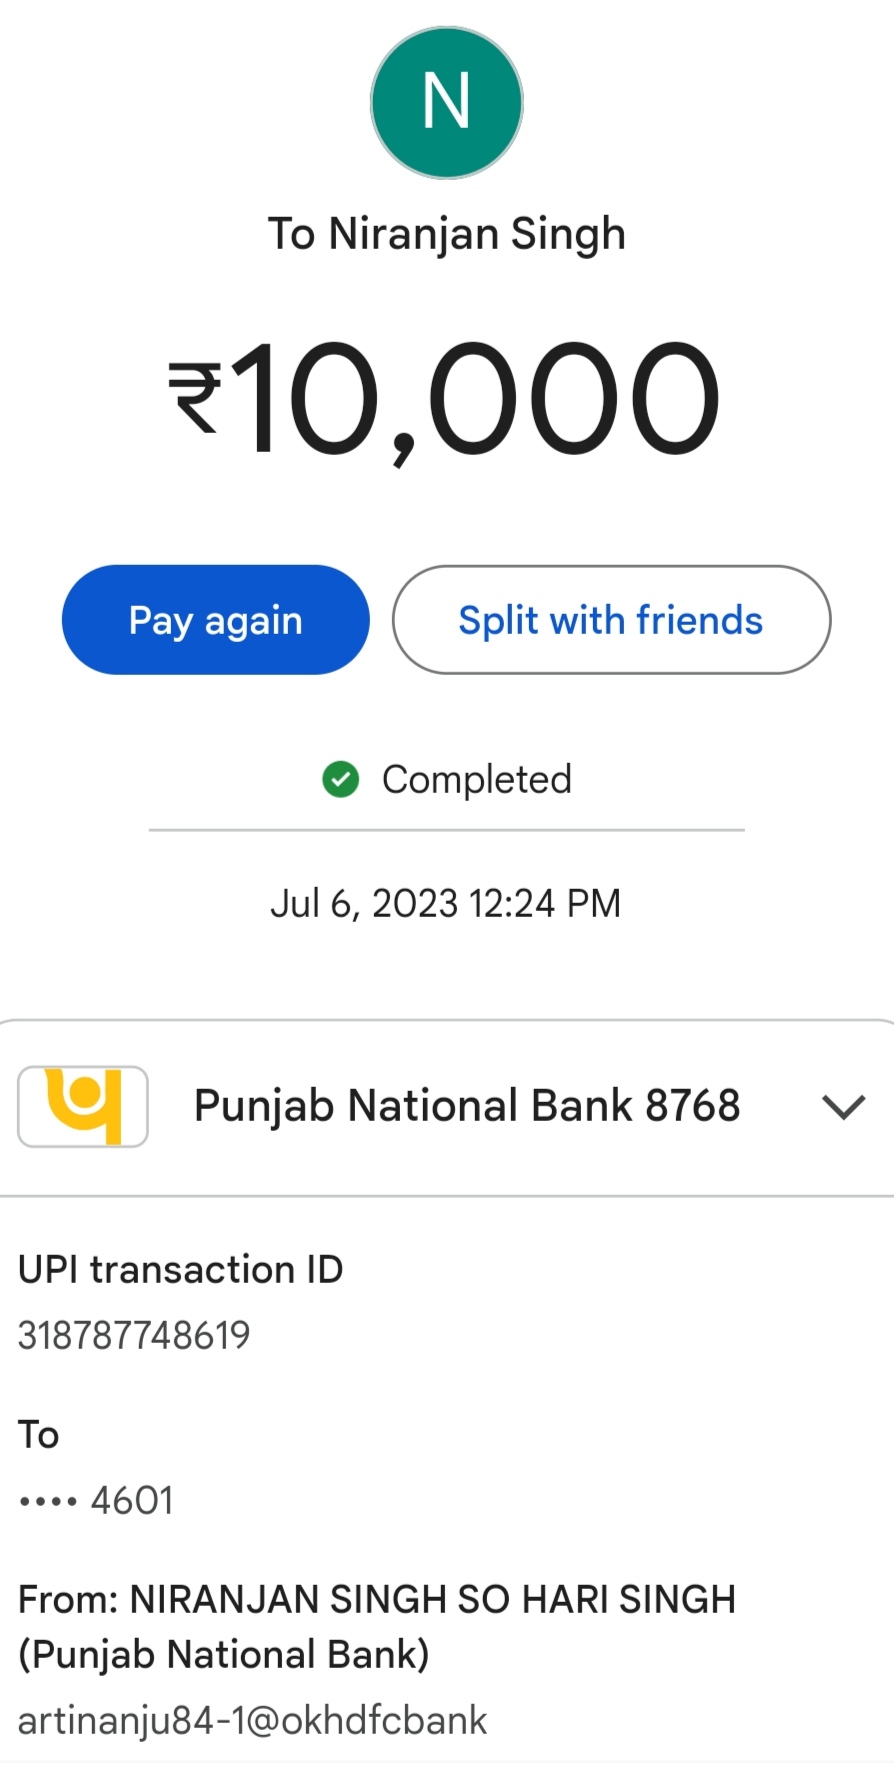 N
To Niranjan Singh
₹10,000
Pay again
Split with friends
Completed
Jul 6, 2023 12:24 PM
Punjab National Bank 8768
UPI transaction ID
318787748619
To
•••• 4601
From: NIRANJAN SINGH SO HARI SINGH
(Punjab National Bank)
artinanju84-1@okhdfcbank